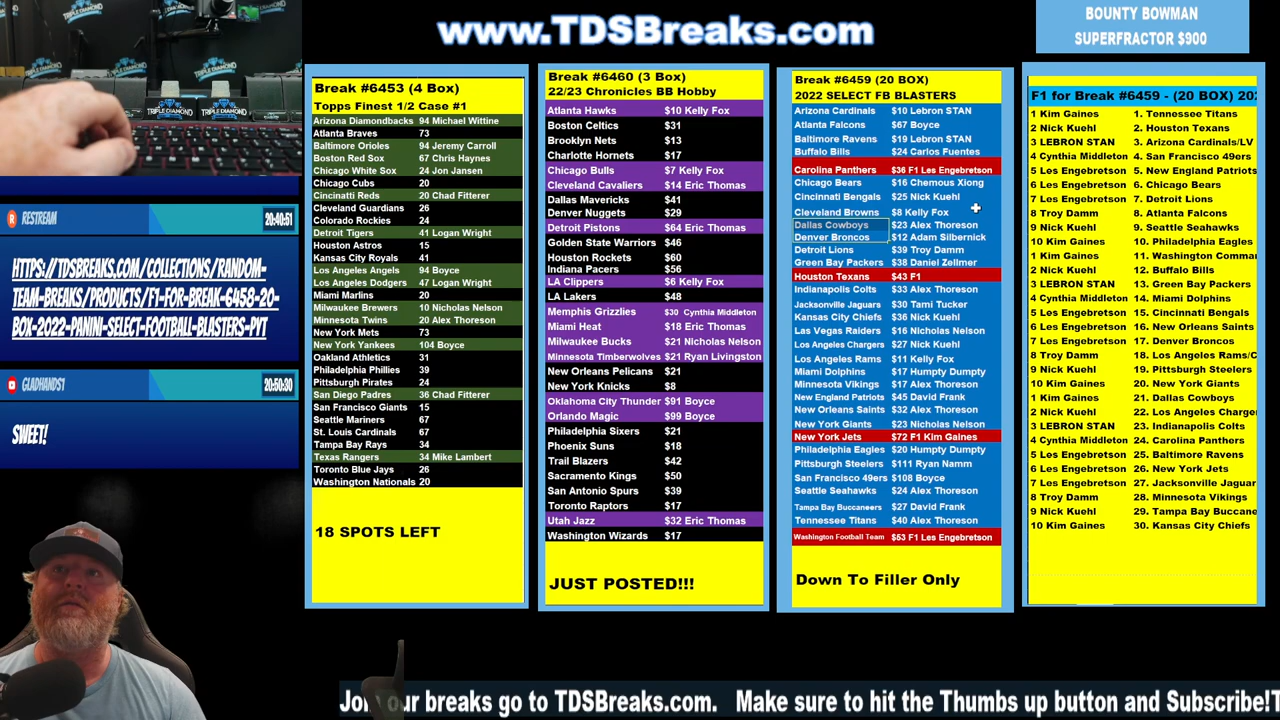 www.TDSBreaks.com
BOUNTY BOWMAN
SUPERFRACTOR $900
TRIPLE DIAMOND
RESTREAM
20:40:51
HTTPS://TDSBREAKS.COM/COLLECTIONS/RANDOM-
TEAM-BREAKS/PRODUCTS/F1-FOR-BREAK-6458-20-
BOX-2022-PANINI-SELECT-FOOTBALL-BLASTERS-PYT
GLADHANDS1
20:50:30
SWEET!
Break #6453 (4 Box)
Topps Finest 1/2 Case #1
Arizona Diamondbacks 94 Michael Wittine
Atlanta Braves 73
Baltimore Orioles 94 Jeremy Carroll
Boston Red Sox 67 Chris Haynes
Chicago White Sox 24 Jon Jansen
Chicago Cubs 20
Cincinatti Reds 20 Chad Fitterer
Cleveland Guardians 26
Colorado Rockies 24
Detroit Tigers 41 Logan Wright
Houston Astros 15
Kansas City Royals 41
Los Angeles Angels 94 Boyce
Los Angeles Dodgers 47 Logan Wright
Miami Marlins 20
Milwaukee Brewers 10 Nicholas Nelson
Minnesota Twins 20 Alex Thoreson
New York Mets 73
New York Yankees 104 Boyce
Oakland Athletics 31
Philadelphia Phillies 39
Pittsburgh Pirates 24
San Diego Padres 36 Chad Fitterer
San Francisco Giants 15
Seattle Mariners 67
St. Louis Cardinals 67
Tampa Bay Rays 34
Texas Rangers 34 Mike Lambert
Toronto Blue Jays 26
Washington Nationals 20
18 SPOTS LEFT
Break #6460 (3 Box)
22/23 Chronicles BB Hobby
Atlanta Hawks $10 Kelly Fox
Boston Celtics $31
Brooklyn Nets $13
Charlotte Hornets $17
Chicago Bulls $7 Kelly Fox
Cleveland Cavaliers $14 Eric Thomas
Dallas Mavericks $41
Denver Nuggets $29
Detroit Pistons $64 Eric Thomas
Golden State Warriors $46
Houston Rockets $60
Indiana Pacers $56
LA Clippers $6 Kelly Fox
LA Lakers $48
Memphis Grizzlies $30 Cynthia Middleton
Miami Heat $18 Eric Thomas
Milwaukee Bucks $21 Nicholas Nelson
Minnesota Timberwolves $21 Ryan Livingston
New Orleans Pelicans $21
New York Knicks $8
Oklahoma City Thunder $91 Boyce
Orlando Magic $99 Boyce
Philadelphia Sixers $21
Phoenix Suns $18
Trail Blazers $42
Sacramento Kings $50
San Antonio Spurs $39
Toronto Raptors $17
Utah Jazz $32 Eric Thomas
Washington Wizards $17
JUST POSTED!!!
Break #6459 (20 BOX)
2022 SELECT FB BLASTERS
Arizona Cardinals $10 Lebron STAN
Atlanta Falcons $67 Boyce
Baltimore Ravens $19 Lebron STAN
Buffalo Bills $24 Carlos Fuentes
Carolina Panthers $36 F1 Les Engebretson
Chicago Bears $16 Chemous Xiong
Cincinnati Bengals $25 Nick Kuehl
Cleveland Browns $8 Kelly Fox
Dallas Cowboys $23 Alex Thoreson
Denver Broncos $12 Adam Silbernick
Detroit Lions $39 Troy Damm
Green Bay Packers $38 Daniel Zellmer
Houston Texans $43 F1
Indianapolis Colts $33 Alex Thoreson
Jacksonville Jaguars $30 Tami Tucker
Kansas City Chiefs $36 Nick Kuehl
Las Vegas Raiders $16 Nicholas Nelson
Los Angeles Chargers $27 Nick Kuehl
Los Angeles Rams $11 Kelly Fox
Miami Dolphins $17 Humpty Dumpty
Minnesota Vikings $17 Alex Thoreson
New England Patriots $45 David Frank
New Orleans Saints $32 Alex Thoreson
New York Giants $23 Nicholas Nelson
New York Jets $72 F1 Kim Gaines
Philadelphia Eagles $20 Humpty Dumpty
Pittsburgh Steelers $111 Ryan Namm
San Francisco 49ers $108 Boyce
Seattle Seahawks $24 Alex Thoreson
Tampa Bay Buccaneers $27 David Frank
Tennessee Titans $40 Alex Thoreson
Washington Football Team $53 F1 Les Engebretson
Down To Filler Only
F1 for Break #6459 - (20 BOX) 202
1 Kim Gaines 1. Tennessee Titans
2 Nick Kuehl 2. Houston Texans
3 LEBRON STAN 3. Arizona Cardinals/LV
4 Cynthia Middleton 4. San Francisco 49ers
5 Les Engebretson 5. New England Patriots
6 Les Engebretson 6. Chicago Bears
7 Les Engebretson 7. Detroit Lions
8 Troy Damm 8. Atlanta Falcons
9 Nick Kuehl 9. Seattle Seahawks
10 Kim Gaines 10. Philadelphia Eagles
1 Kim Gaines 11. Washington Comman
2 Nick Kuehl 12. Buffalo Bills
3 LEBRON STAN 13. Green Bay Packers
4 Cynthia Middleton 14. Miami Dolphins
5 Les Engebretson 15. Cincinnati Bengals
6 Les Engebretson 16. New Orleans Saints
7 Les Engebretson 17. Denver Broncos
8 Troy Damm 18. Los Angeles Rams/C
9 Nick Kuehl 19. Pittsburgh Steelers
10 Kim Gaines 20. New York Giants
1 Kim Gaines 21. Dallas Cowboys
2 Nick Kuehl 22. Los Angeles Charge
3 LEBRON STAN 23. Indianapolis Colts
4 Cynthia Middleton 24. Carolina Panthers
5 Les Engebretson 25. Baltimore Ravens
6 Les Engebretson 26. New York Jets
7 Les Engebretson 27. Jacksonville Jaguar
8 Troy Damm 28. Minnesota Vikings
9 Nick Kuehl 29. Tampa Bay Buccane
10 Kim Gaines 30. Kansas City Chiefs
Join our breaks go to TDSBreaks.com. Make sure to hit the Thumbs up button and Subscribe!T